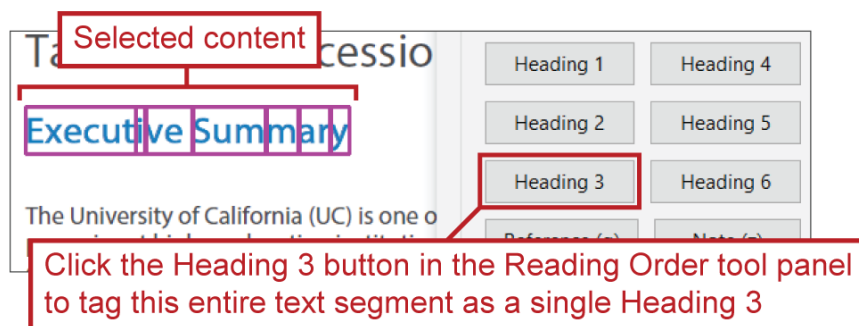 Selected content
Ta cessio
Executive Summary
The University of California (UC) is one o
Heading 1 Heading 4
Heading 2 Heading 5
Heading 3 Heading 6
Click the Heading 3 button in the Reading Order tool panel
to tag this entire text segment as a single Heading 3